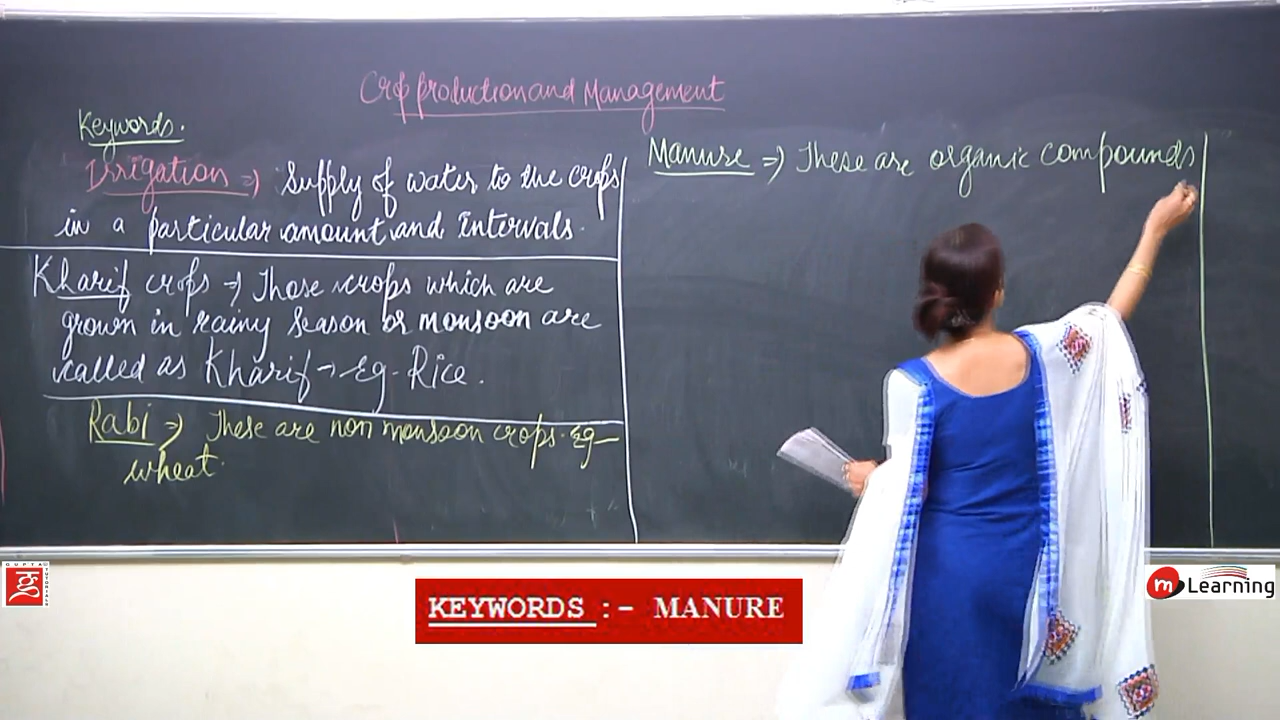 Crop production and Management
Keywords.
Irrigation => Supply of water to the crops
in a particular amount and Intervals.
Kharif crops → Those crops which are
grown in rainy season or monsoon are
called as Kharif → Eg. Rice.
Rabi => These are non monsoon crops. Eg –
wheat.
Manure => These are organic compounds
GUPTA
TUTORIALS
KEYWORDS :- MANURE
m Learning